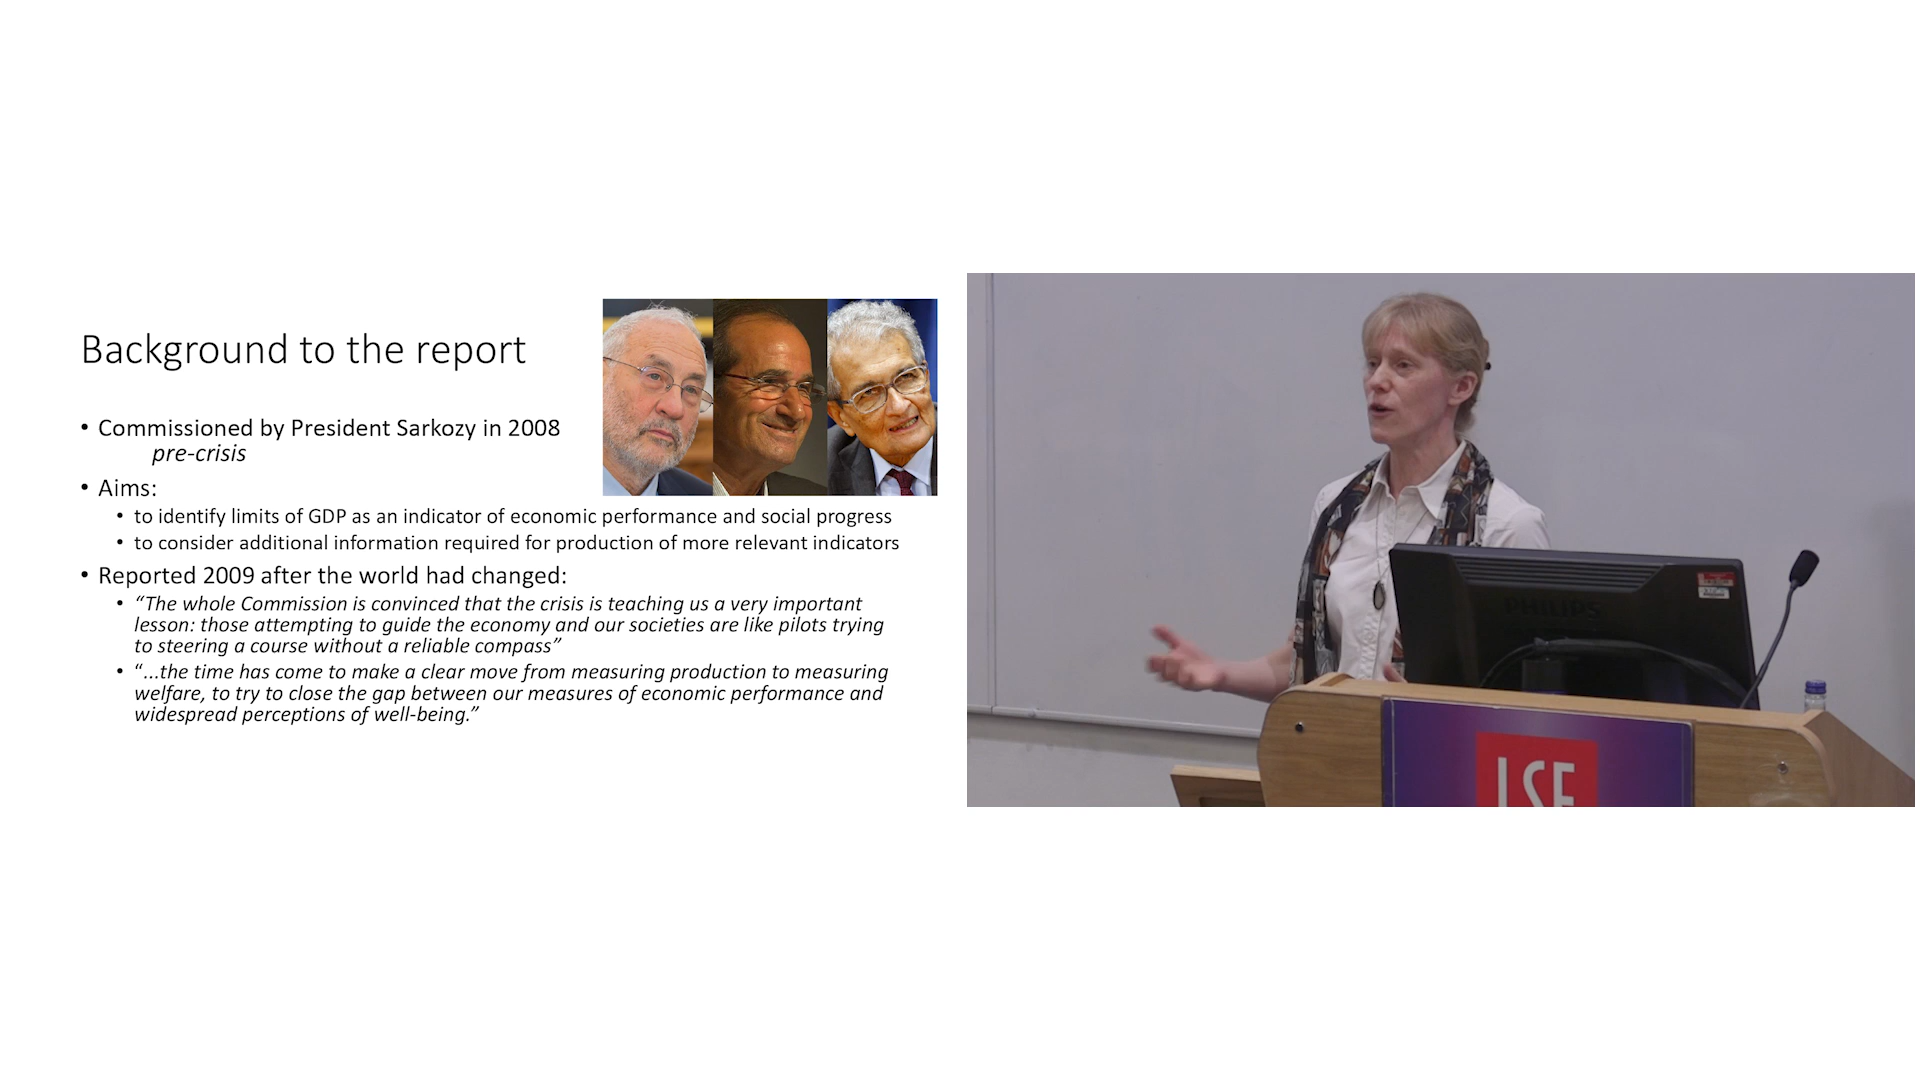 Background to the report
• Commissioned by President Sarkozy in 2008
pre-crisis
• Aims:
• to identify limits of GDP as an indicator of economic performance and social progress
• to consider additional information required for production of more relevant indicators
• Reported 2009 after the world had changed:
• “The whole Commission is convinced that the crisis is teaching us a very important
lesson: those attempting to guide the economy and our societies are like pilots trying
to steering a course without a reliable compass”
• “...the time has come to make a clear move from measuring production to measuring
welfare, to try to close the gap between our measures of economic performance and
widespread perceptions of well-being.”
PHILIPS
LSE